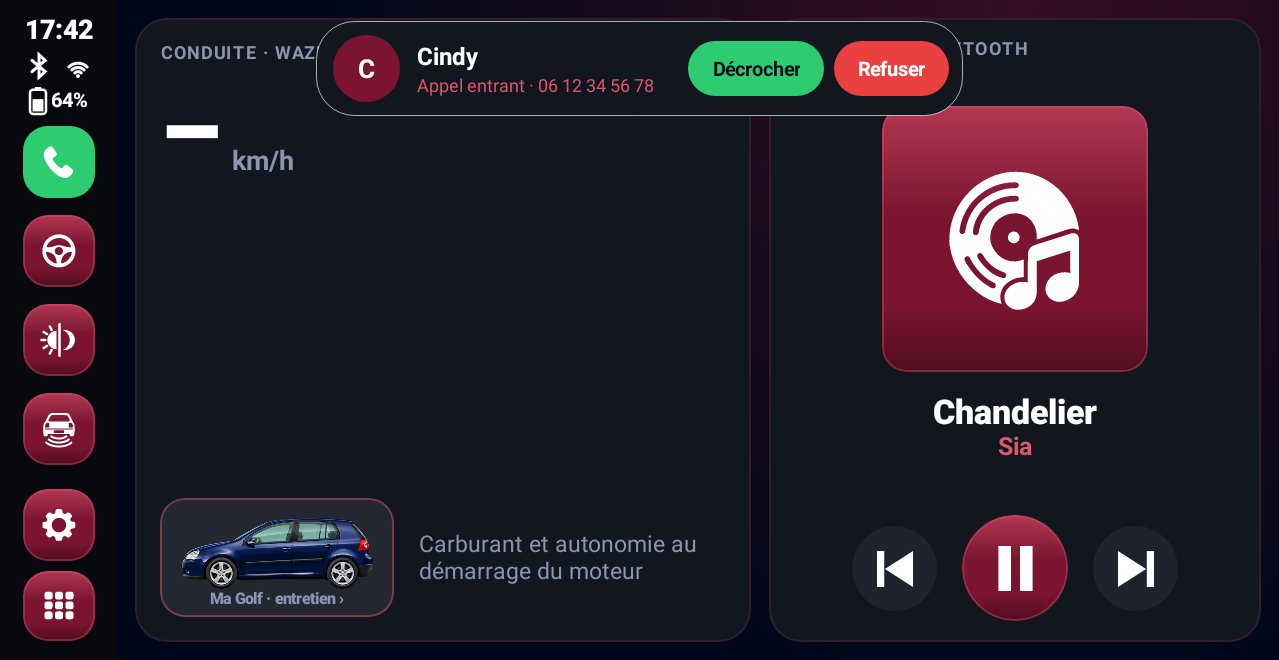 17:42
64%
CONDUITE · WAZ
Cindy
C
Appel entrant · 06 12 34 56 78
Décrocher
Refuser
km/h
Chandelier
Sia
Carburant et autonomie au
démarrage du moteur
Ma Golf · entretien ›